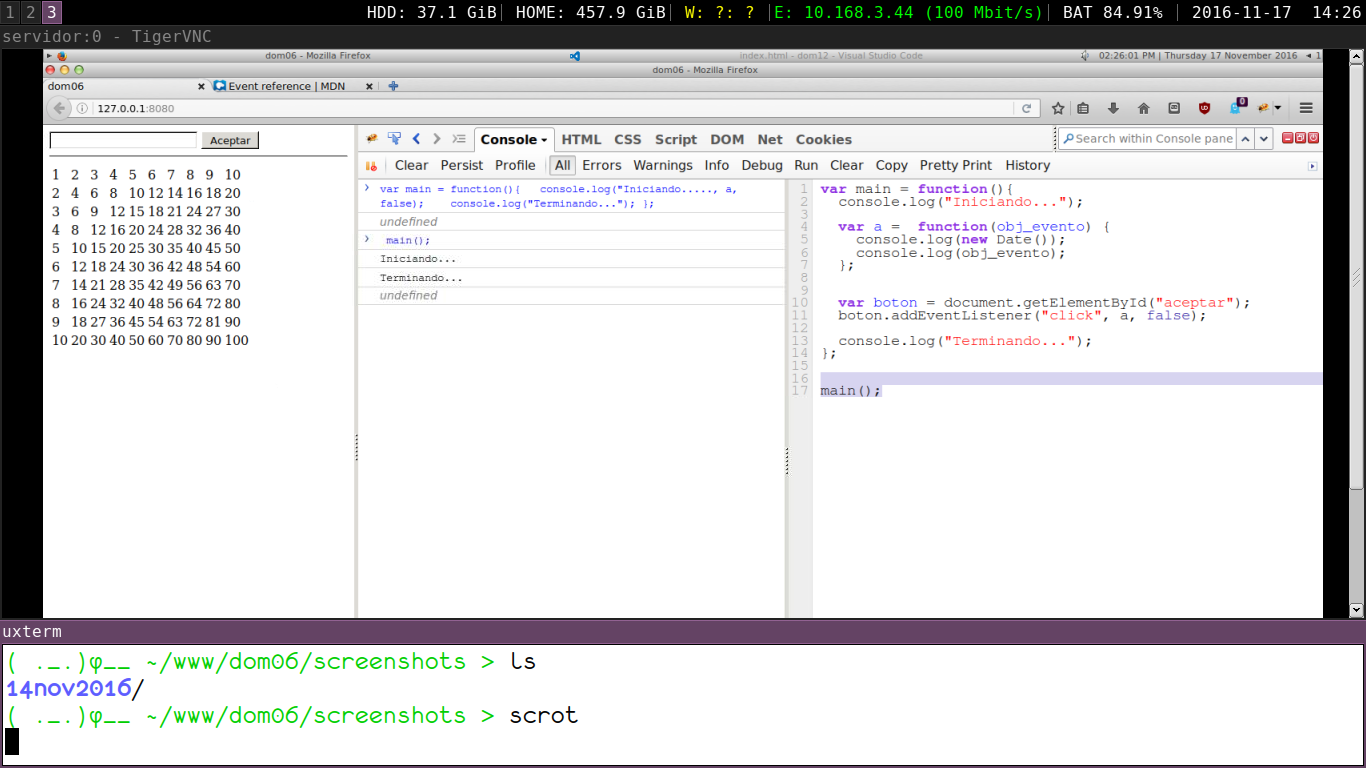 1 2 3 HDD: 37.1 GiB| HOME: 457.9 GiB| W: ?: ? |E: 10.168.3.44 (100 Mbit/s)| BAT 84.91% | 2016-11-17 14:26
servidor:0 - TigerVNC
dom06 - Mozilla Firefox index.html - dom12 - Visual Studio Code 02:26:01 PM | Thursday 17 November 2016 ◂ 1
dom06 - Mozilla Firefox
dom06 × Event reference | MDN ×
127.0.0.1:8080
Aceptar
1 2 3 4 5 6 7 8 9 10
2 4 6 8 10 12 14 16 18 20
3 6 9 12 15 18 21 24 27 30
4 8 12 16 20 24 28 32 36 40
5 10 15 20 25 30 35 40 45 50
6 12 18 24 30 36 42 48 54 60
7 14 21 28 35 42 49 56 63 70
8 16 24 32 40 48 56 64 72 80
9 18 27 36 45 54 63 72 81 90
10 20 30 40 50 60 70 80 90 100
Console HTML CSS Script DOM Net Cookies Search within Console pane
Clear Persist Profile All Errors Warnings Info Debug Run Clear Copy Pretty Print History
var main = function(){ console.log("Iniciando....., a,
false); console.log("Terminando..."); };
undefined
main();
Iniciando...
Terminando...
undefined
1 var main = function(){
2 console.log("Iniciando...");
3
4 var a = function(obj_evento) {
5 console.log(new Date());
6 console.log(obj_evento);
7 };
8
9
10 var boton = document.getElementById("aceptar");
11 boton.addEventListener("click", a, false);
12
13 console.log("Terminando...");
14 };
15
16
17 main();
uxterm
( ._.)φ__ ~/www/dom06/screenshots > ls
14nov2016/
( ._.)φ__ ~/www/dom06/screenshots > scrot